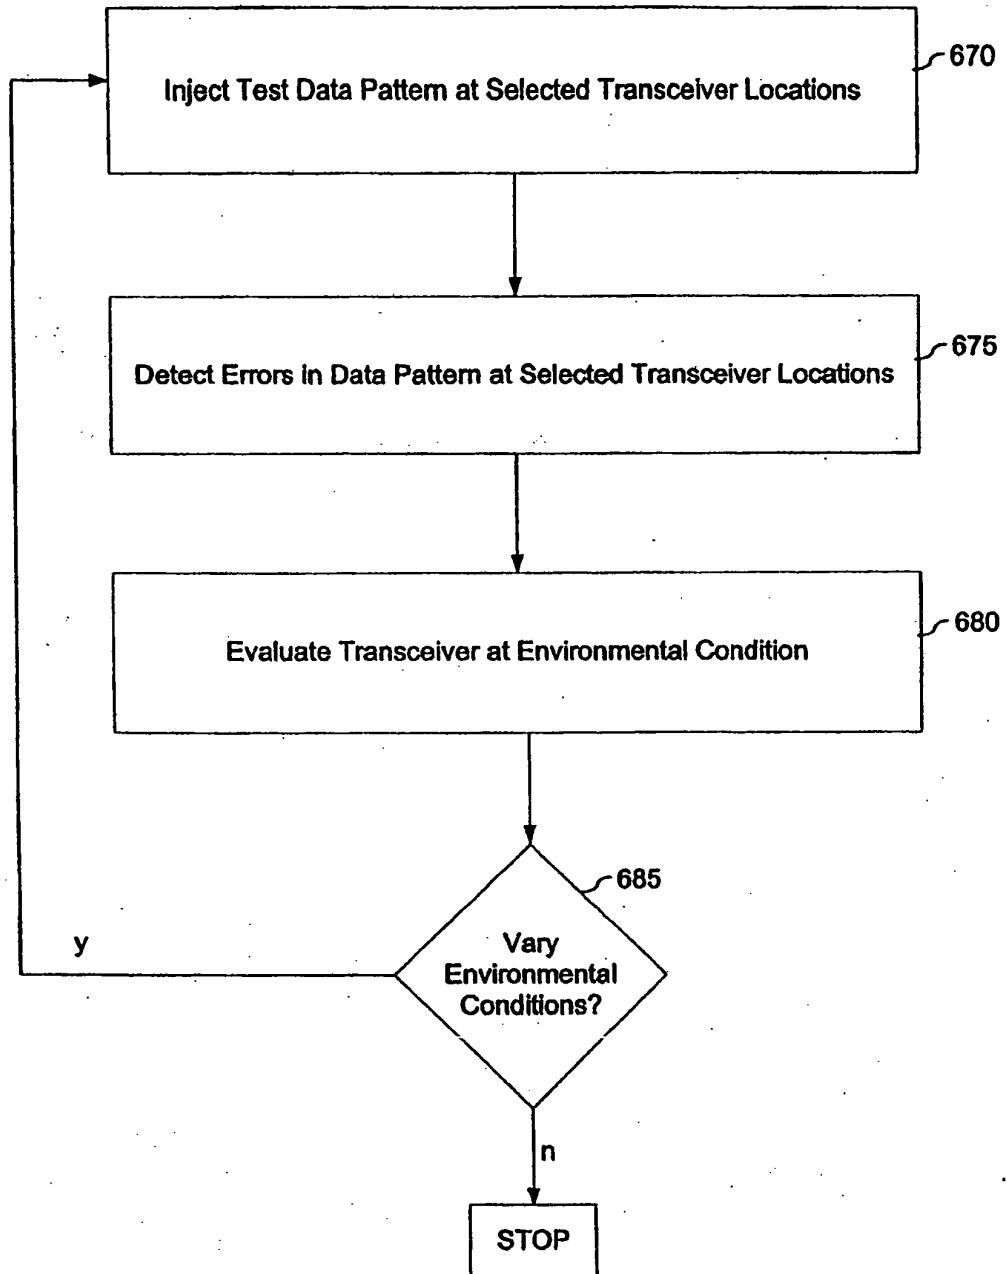 670
Inject Test Data Pattern at Selected Transceiver Locations
675
Detect Errors in Data Pattern at Selected Transceiver Locations
680
Evaluate Transceiver at Environmental Condition
685
Vary
Environmental
Conditions?
y
n
STOP